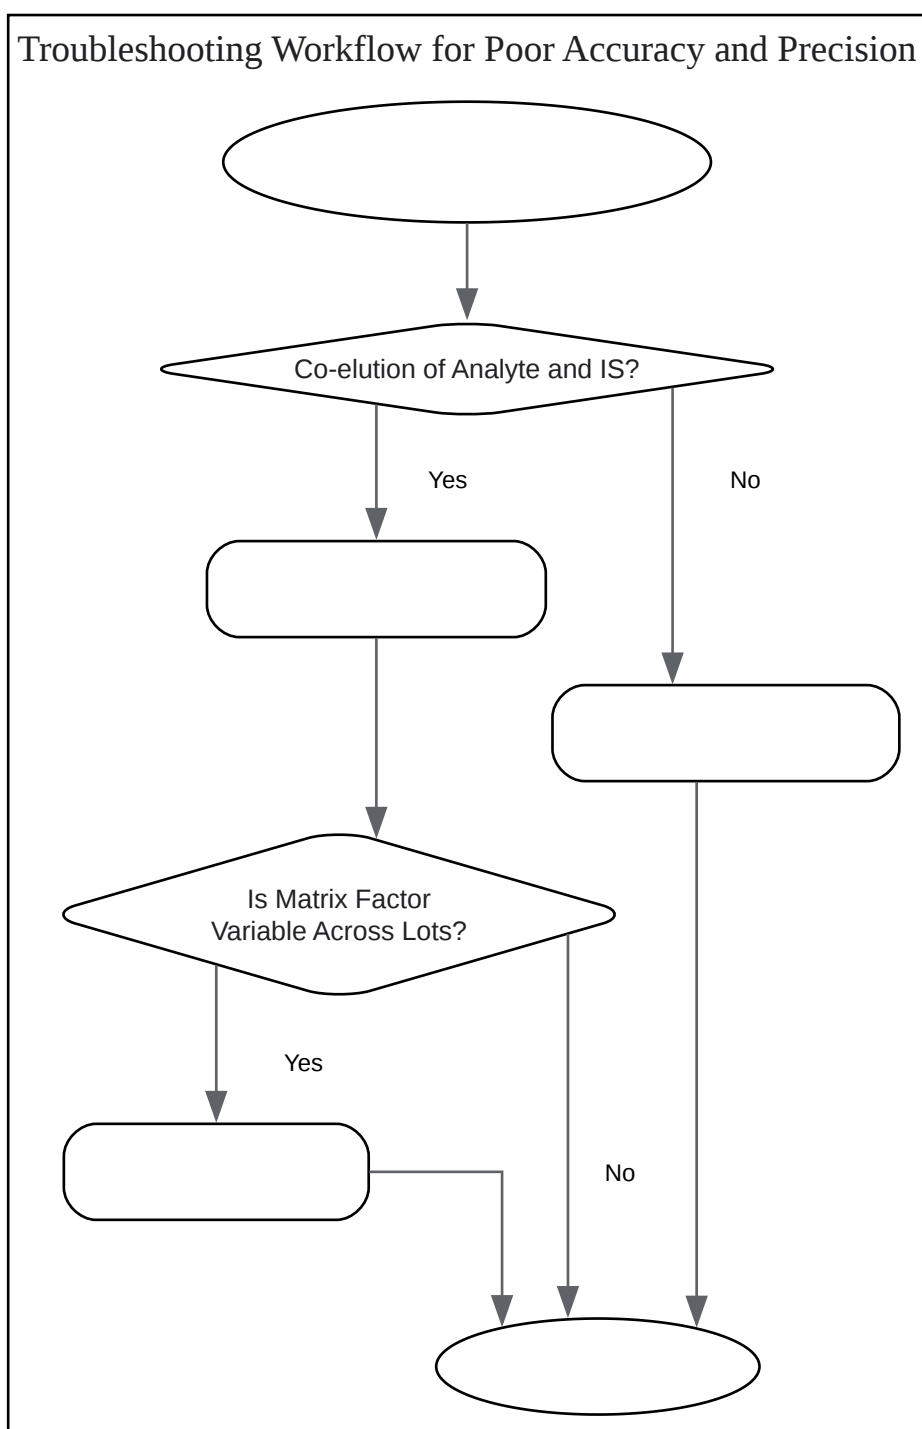 Troubleshooting Workflow for Poor Accuracy and Precision
Co-elution of Analyte and IS?
Yes
No
Is Matrix Factor
Variable Across Lots?
Yes
No